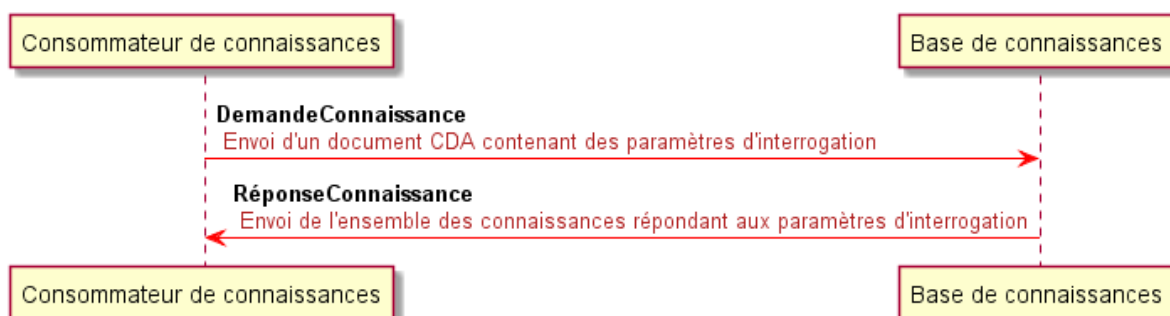 Consommateur de connaissances
Base de connaissances
DemandeConnaissance
Envoi d'un document CDA contenant des paramètres d'interrogation
RéponseConnaissance
Envoi de l'ensemble des connaissances répondant aux paramètres d'interrogation
Consommateur de connaissances
Base de connaissances